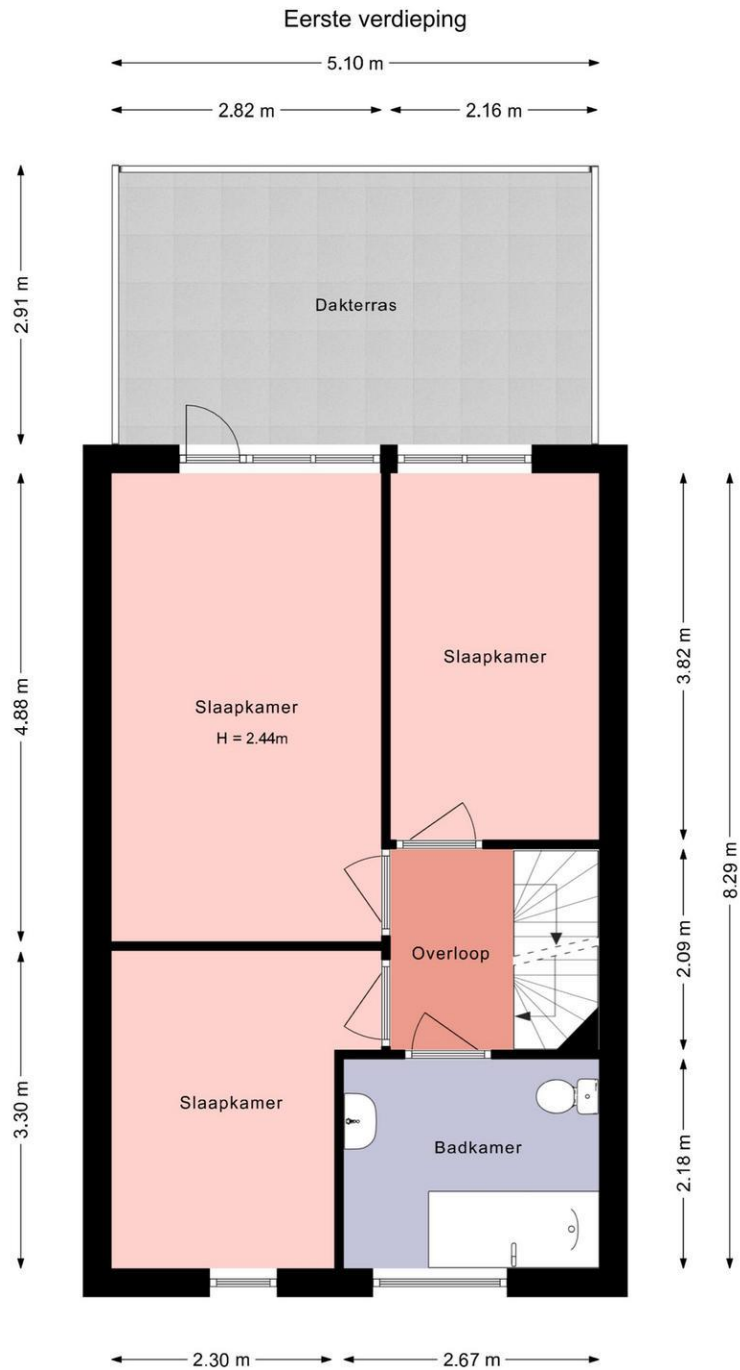 Eerste verdieping
5.10 m
2.82 m
2.16 m
2.91 m
Dakterras
4.88 m
Slaapkamer
H = 2.44m
Slaapkamer
3.82 m
8.29 m
Overloop
2.09 m
3.30 m
Slaapkamer
Badkamer
2.18 m
2.30 m
2.67 m